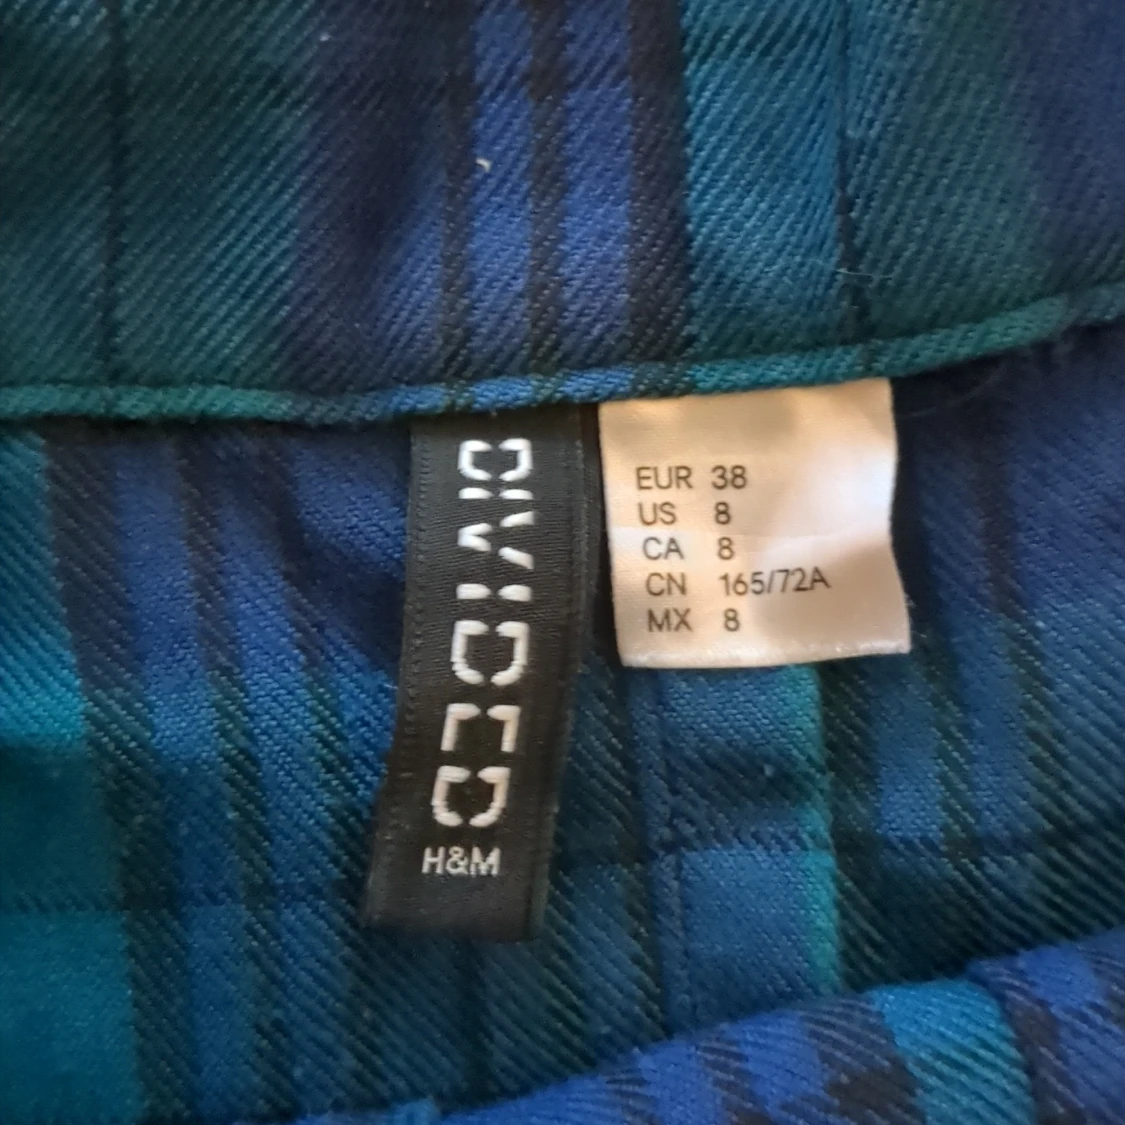 DIVIDED
H&M
EUR 38
US 8
CA 8
CN 165/72A
MX 8